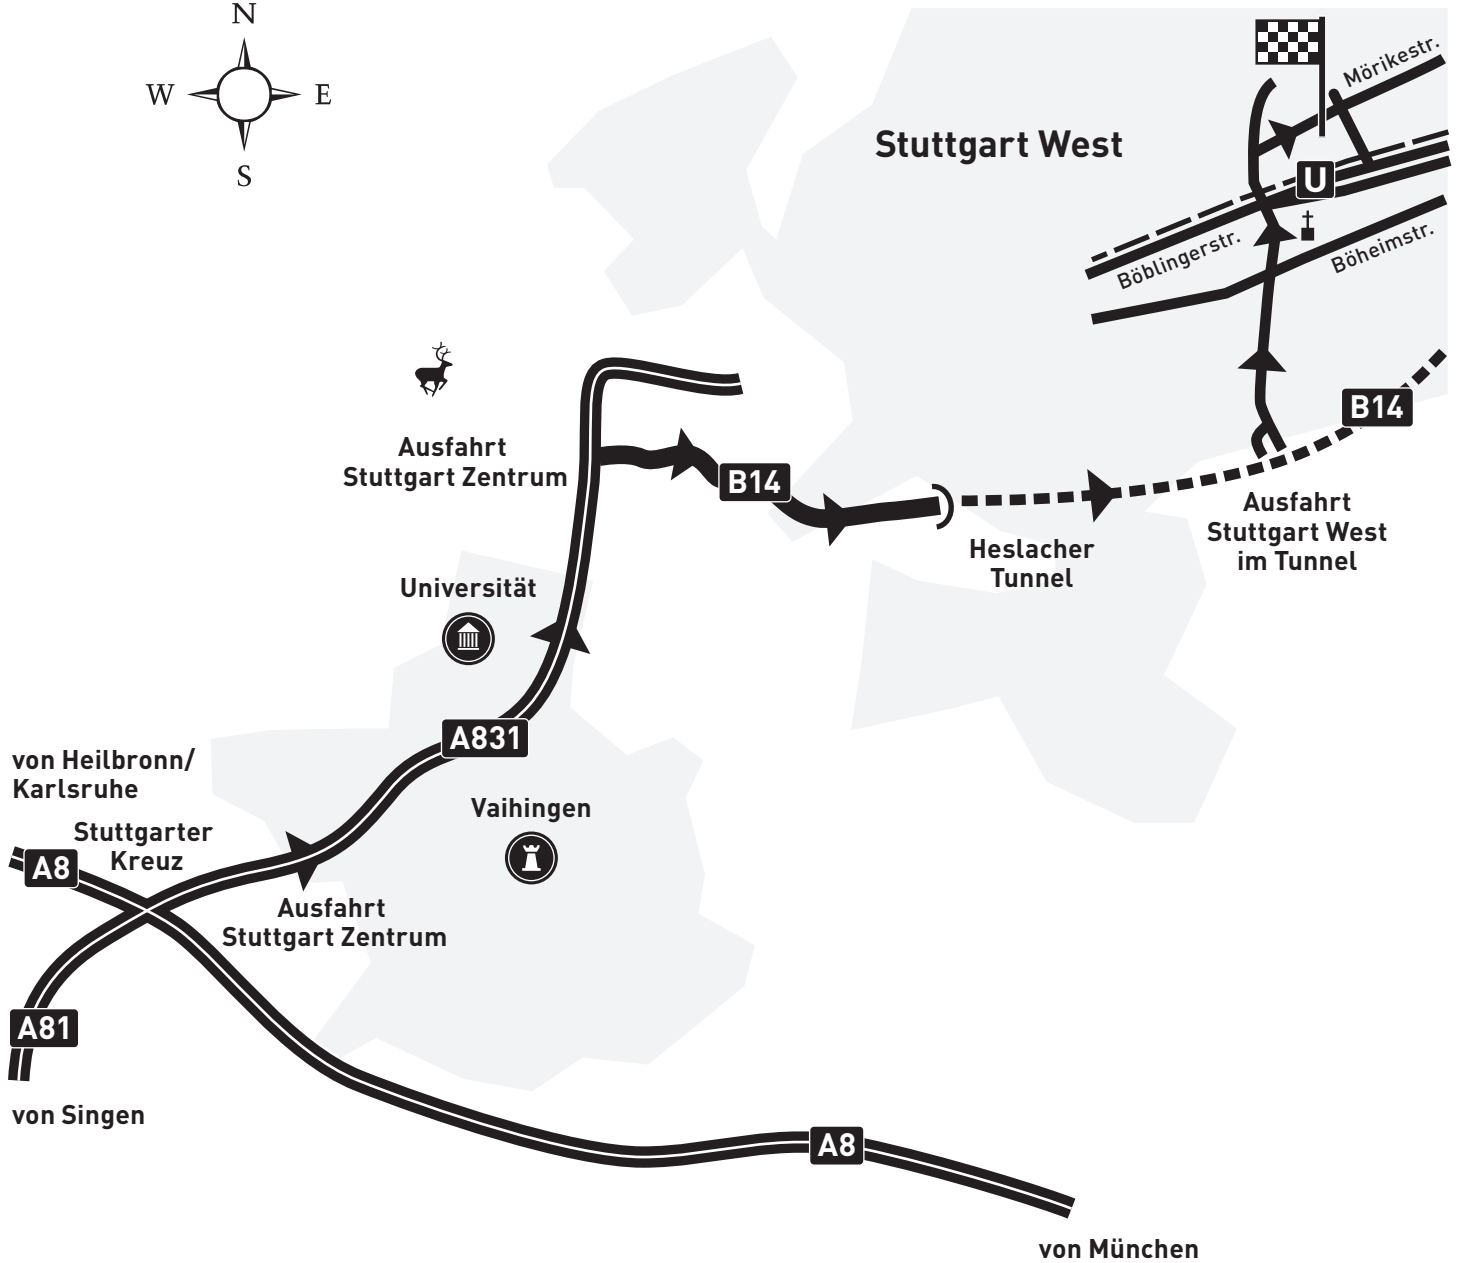 N
W
E
S
Mörikestr.
Stuttgart West
U
Böblingerstr.
Böheimstr.
B14
Ausfahrt
Stuttgart Zentrum
B14
Ausfahrt
Stuttgart West
im Tunnel
Heslacher
Tunnel
Universität
A831
von Heilbronn/
Karlsruhe
Vaihingen
Stuttgarter
Kreuz
A8
Ausfahrt
Stuttgart Zentrum
A81
von Singen
A8
von München